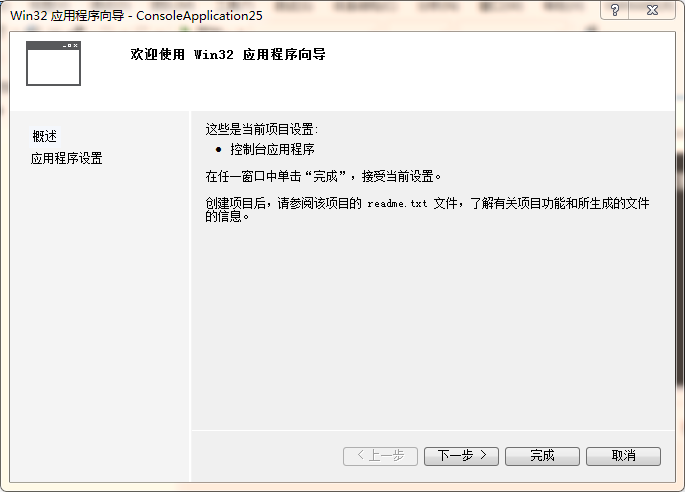 Win32 应用程序向导 - ConsoleApplication25
欢迎使用 Win32 应用程序向导
概述
应用程序设置
这些是当前项目设置:
• 控制台应用程序
在任一窗口中单击“完成”，接受当前设置。
创建项目后，请参阅该项目的 readme.txt 文件，了解有关项目功能和所生成的文件
的信息。
< 上一步
下一步 >
完成
取消